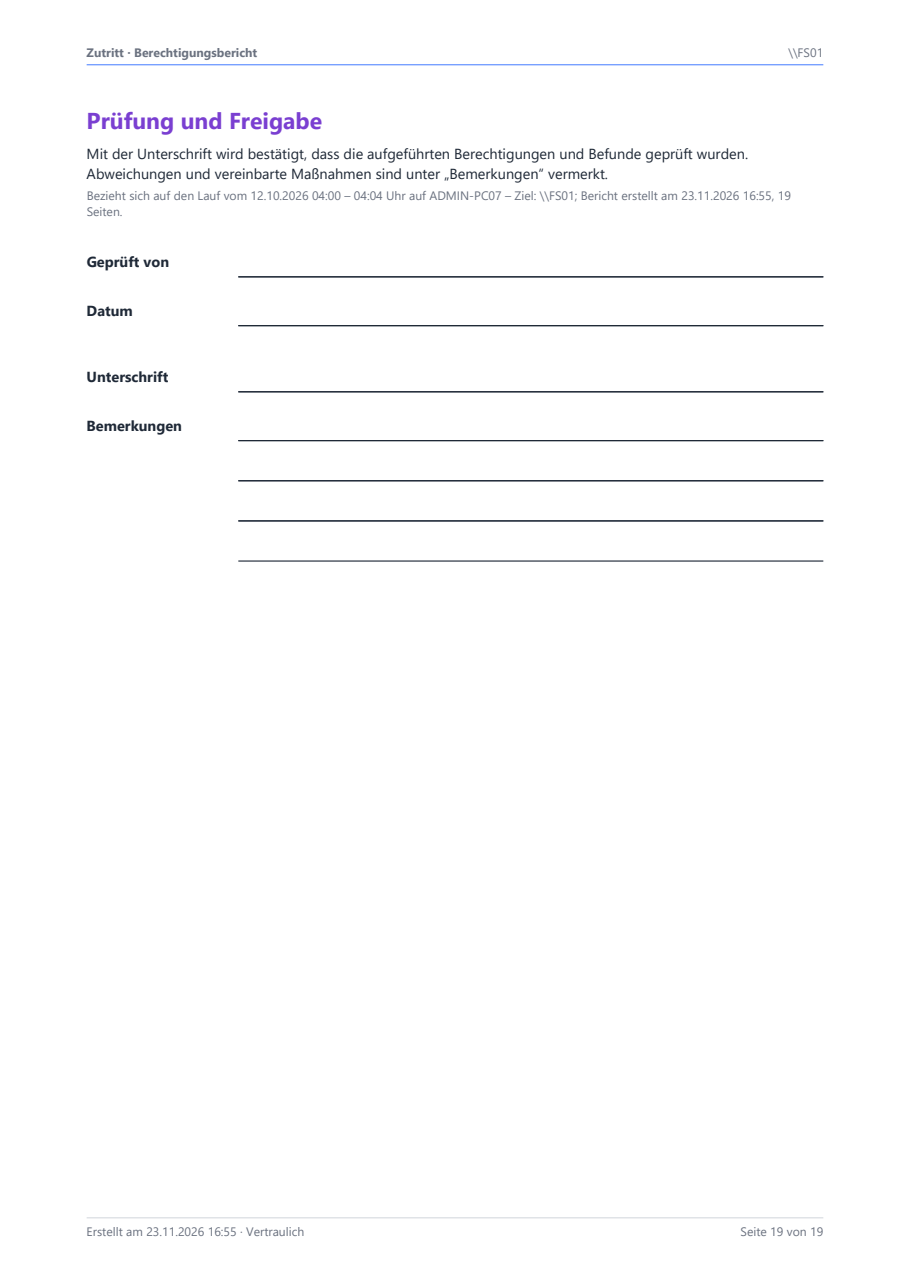 Zutritt · Berechtigungsbericht
\\FS01
Prüfung und Freigabe
Mit der Unterschrift wird bestätigt, dass die aufgeführten Berechtigungen und Befunde geprüft wurden.
Abweichungen und vereinbarte Maßnahmen sind unter „Bemerkungen“ vermerkt.
Bezieht sich auf den Lauf vom 12.10.2026 04:00 – 04:04 Uhr auf ADMIN-PC07 – Ziel: \\FS01; Bericht erstellt am 23.11.2026 16:55, 19
Seiten.
Geprüft von
Datum
Unterschrift
Bemerkungen
Erstellt am 23.11.2026 16:55 · Vertraulich
Seite 19 von 19